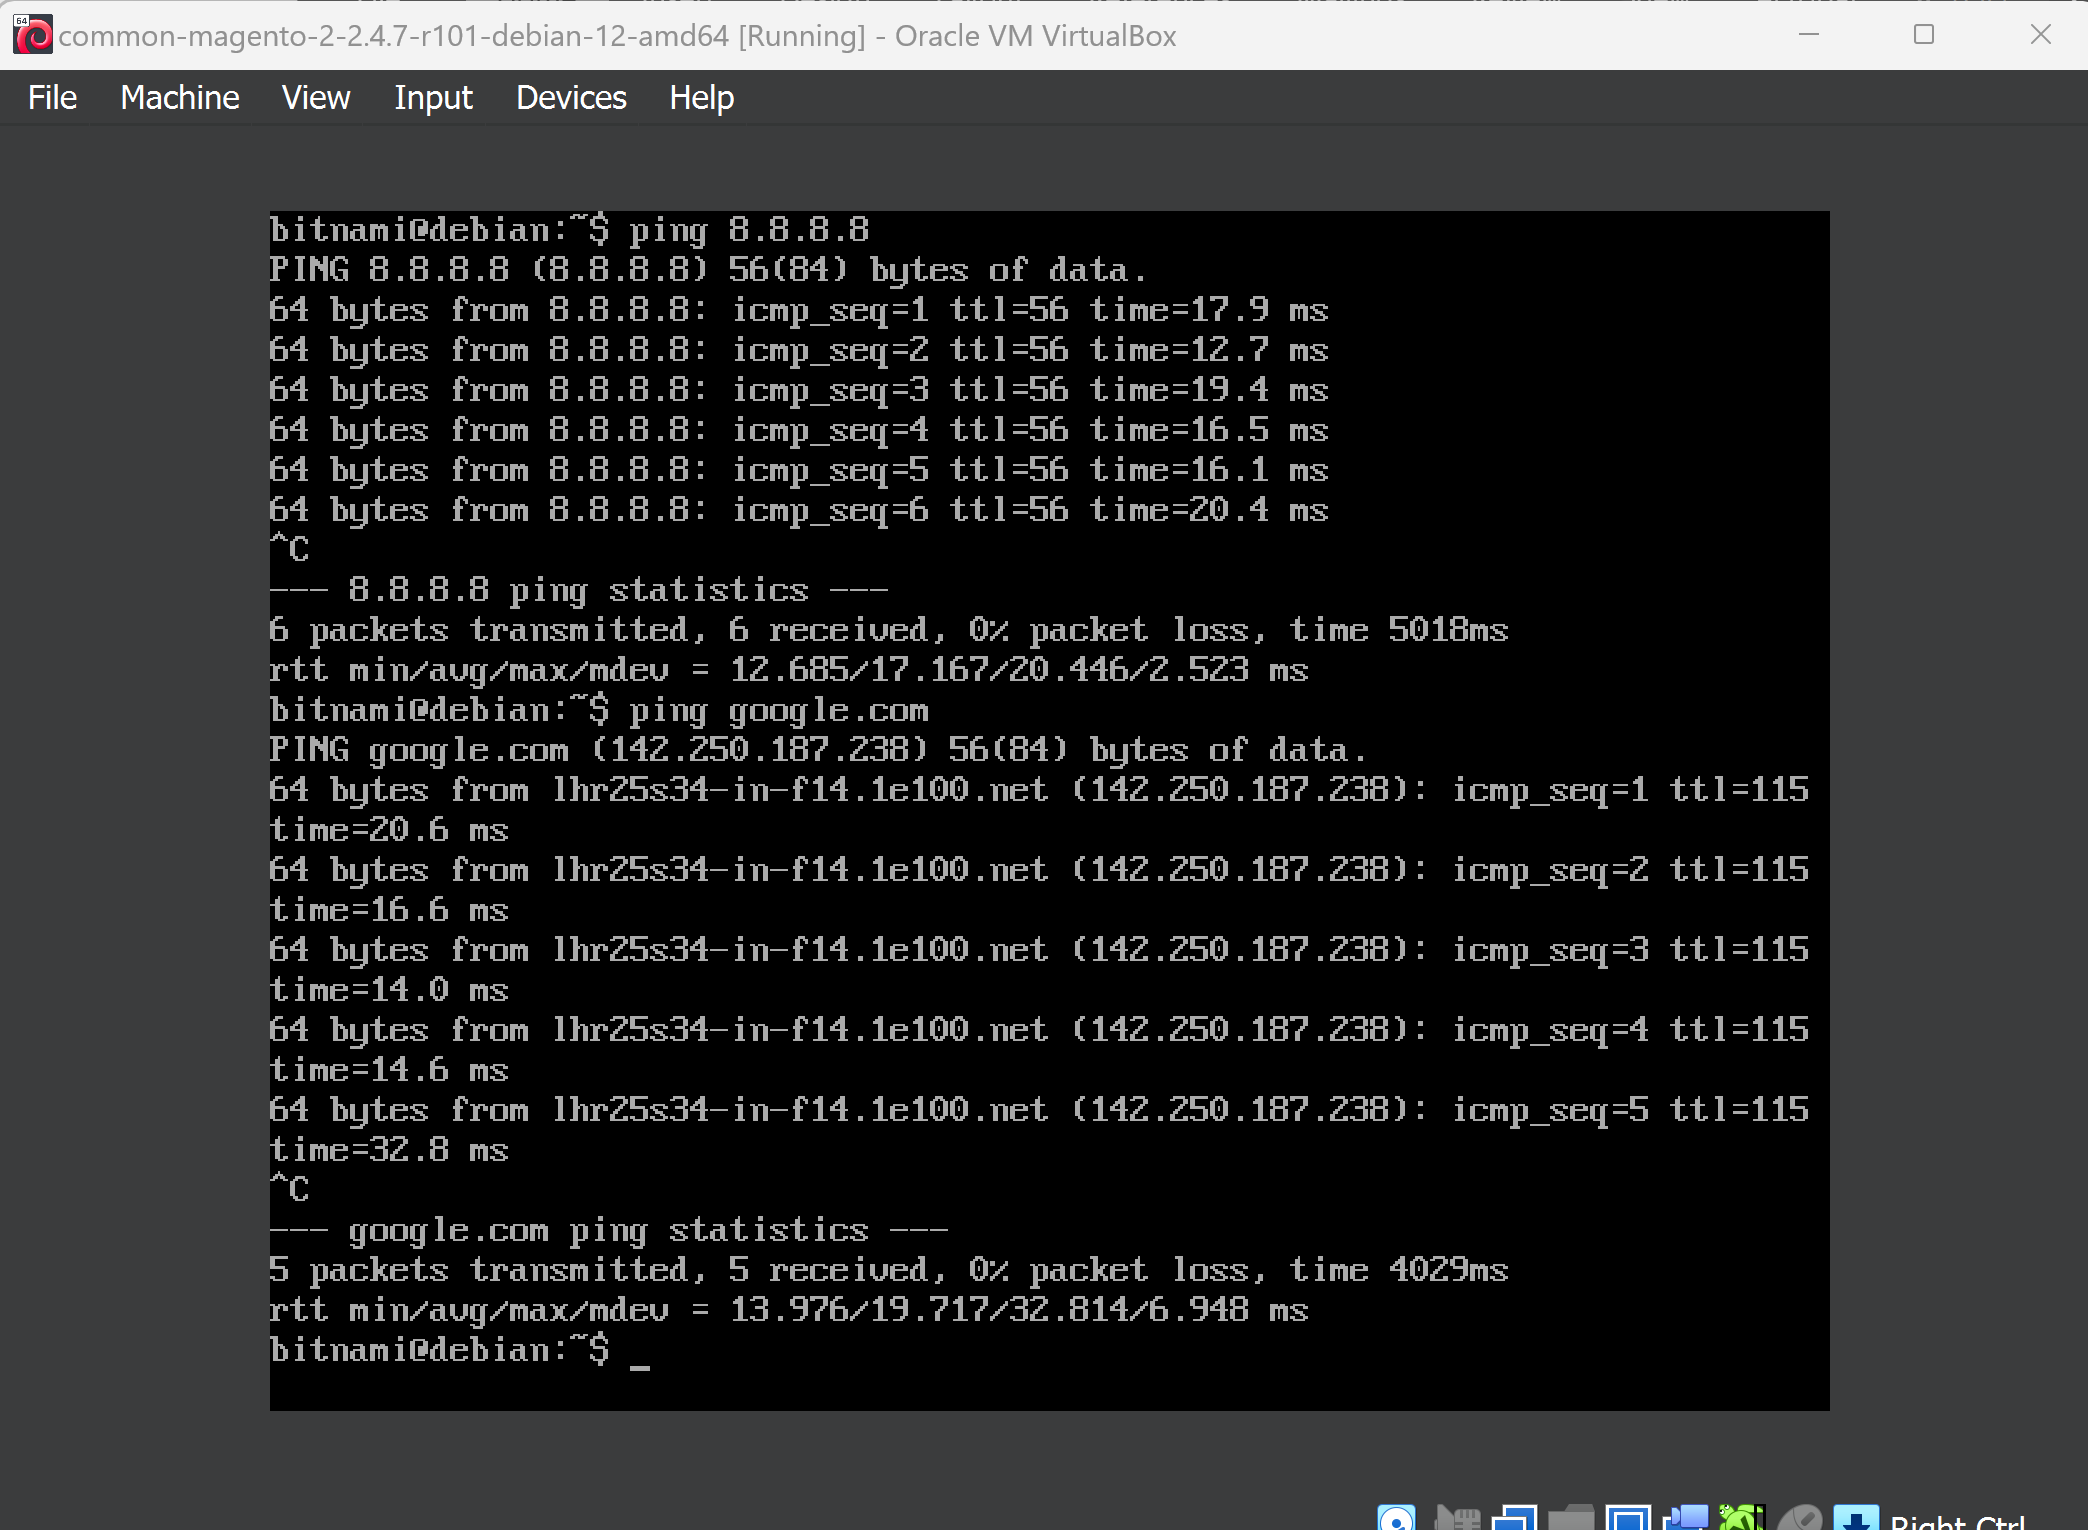 64
common-magento-2-2.4.7-r101-debian-12-amd64 [Running] - Oracle VM VirtualBox
File Machine View Input Devices Help
bitnami@debian:~$ ping 8.8.8.8
PING 8.8.8.8 (8.8.8.8) 56(84) bytes of data.
64 bytes from 8.8.8.8: icmp_seq=1 ttl=56 time=17.9 ms
64 bytes from 8.8.8.8: icmp_seq=2 ttl=56 time=12.7 ms
64 bytes from 8.8.8.8: icmp_seq=3 ttl=56 time=19.4 ms
64 bytes from 8.8.8.8: icmp_seq=4 ttl=56 time=16.5 ms
64 bytes from 8.8.8.8: icmp_seq=5 ttl=56 time=16.1 ms
64 bytes from 8.8.8.8: icmp_seq=6 ttl=56 time=20.4 ms
^C
--- 8.8.8.8 ping statistics ---
6 packets transmitted, 6 received, 0% packet loss, time 5018ms
rtt min/avg/max/mdev = 12.685/17.167/20.446/2.523 ms
bitnami@debian:~$ ping google.com
PING google.com (142.250.187.238) 56(84) bytes of data.
64 bytes from lhr25s34-in-f14.1e100.net (142.250.187.238): icmp_seq=1 ttl=115
time=20.6 ms
64 bytes from lhr25s34-in-f14.1e100.net (142.250.187.238): icmp_seq=2 ttl=115
time=16.6 ms
64 bytes from lhr25s34-in-f14.1e100.net (142.250.187.238): icmp_seq=3 ttl=115
time=14.0 ms
64 bytes from lhr25s34-in-f14.1e100.net (142.250.187.238): icmp_seq=4 ttl=115
time=14.6 ms
64 bytes from lhr25s34-in-f14.1e100.net (142.250.187.238): icmp_seq=5 ttl=115
time=32.8 ms
^C
--- google.com ping statistics ---
5 packets transmitted, 5 received, 0% packet loss, time 4029ms
rtt min/avg/max/mdev = 13.976/19.717/32.814/6.948 ms
bitnami@debian:~$ _
Right Ctrl